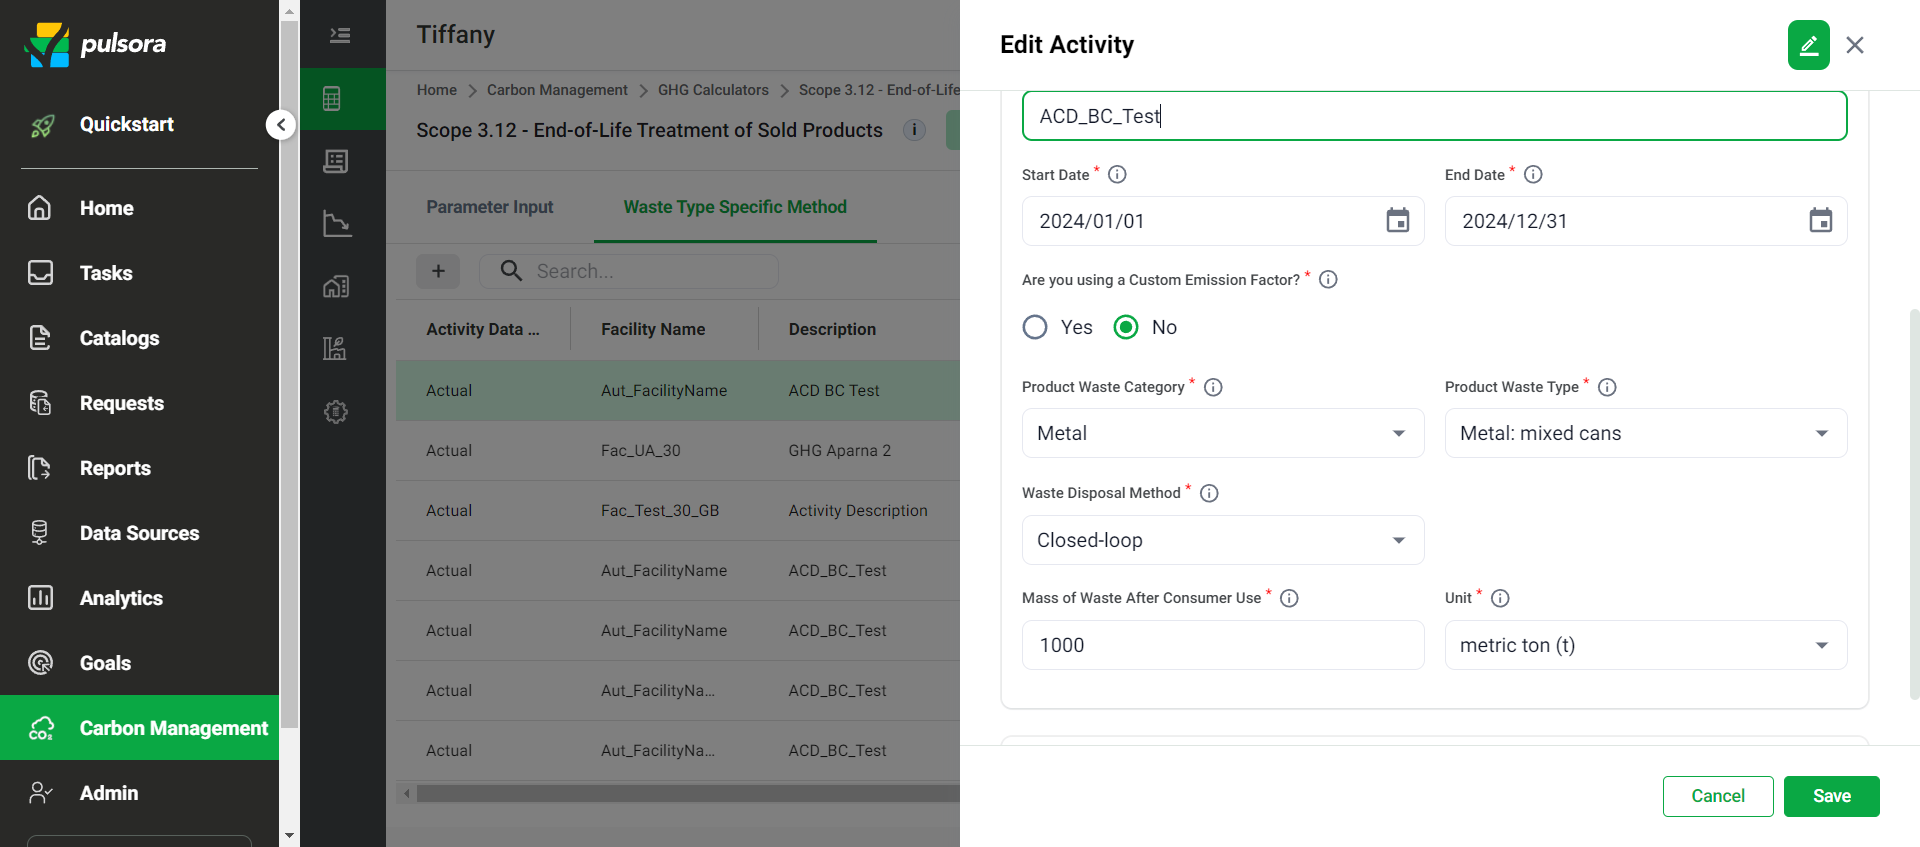 pulsora
Quickstart
Home
Tasks
Catalogs
Requests
Reports
Data Sources
Analytics
Goals
CO₂ Carbon Management
Admin
Tiffany
Home > Carbon Management > GHG Calculators > Scope 3.12 - End-of-Life
Scope 3.12 - End-of-Life Treatment of Sold Products
Parameter Input Waste Type Specific Method
+ Search...
Activity Data ... Facility Name Description
Actual Aut_FacilityName ACD BC Test
Actual Fac_UA_30 GHG Aparna 2
Actual Fac_Test_30_GB Activity Description
Actual Aut_FacilityName ACD_BC_Test
Actual Aut_FacilityName ACD_BC_Test
Actual Aut_FacilityNa... ACD_BC_Test
Actual Aut_FacilityNa... ACD_BC_Test
Edit Activity
ACD_BC_Test
Start Date * End Date *
2024/01/01 2024/12/31
Are you using a Custom Emission Factor? *
Yes No
Product Waste Category * Product Waste Type *
Metal Metal: mixed cans
Waste Disposal Method *
Closed-loop
Mass of Waste After Consumer Use * Unit *
1000 metric ton (t)
Cancel Save